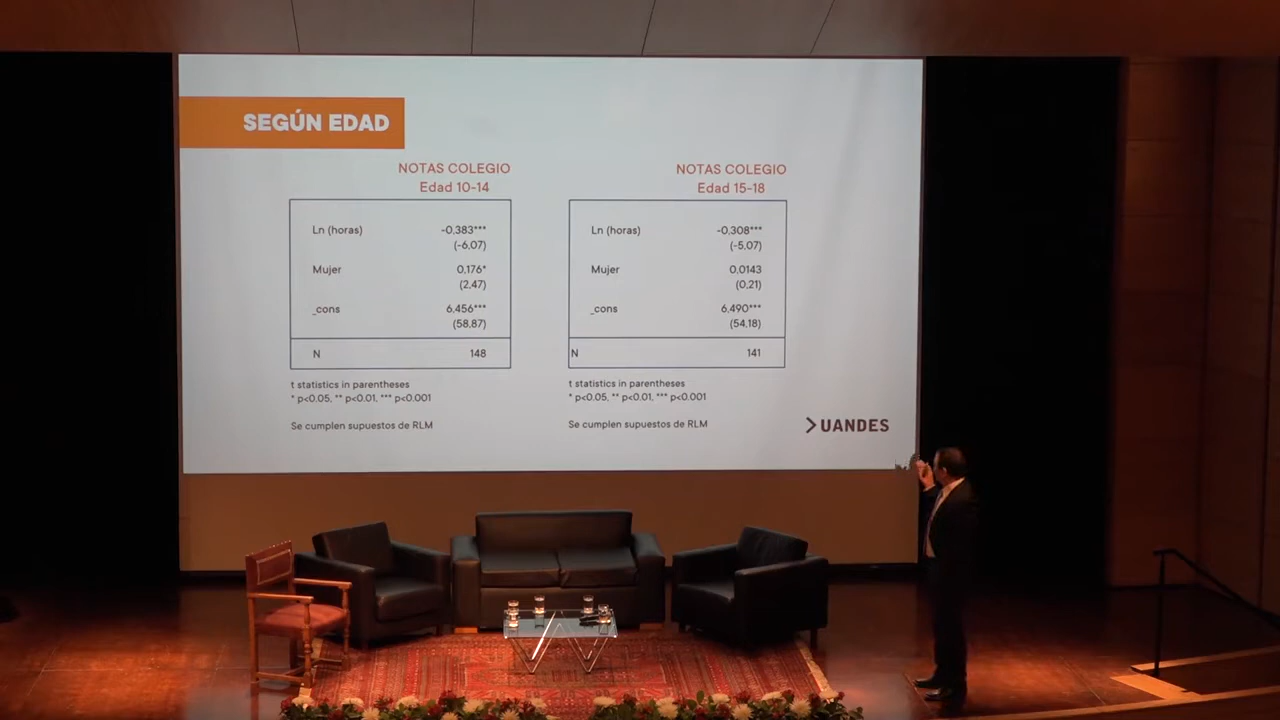 SEGÚN EDAD
NOTAS COLEGIO
Edad 10-14
Ln (horas) -0,383***
(-6,07)
Mujer 0,176*
(2,47)
_cons 6,456***
(58,87)
N 148
t statistics in parentheses
* p<0.05, ** p<0.01, *** p<0.001
Se cumplen supuestos de RLM
NOTAS COLEGIO
Edad 15-18
Ln (horas) -0,308***
(-5,07)
Mujer 0,0143
(0,21)
_cons 6,490***
(54,18)
N 141
t statistics in parentheses
* p<0.05, ** p<0.01, *** p<0.001
Se cumplen supuestos de RLM
UANDES